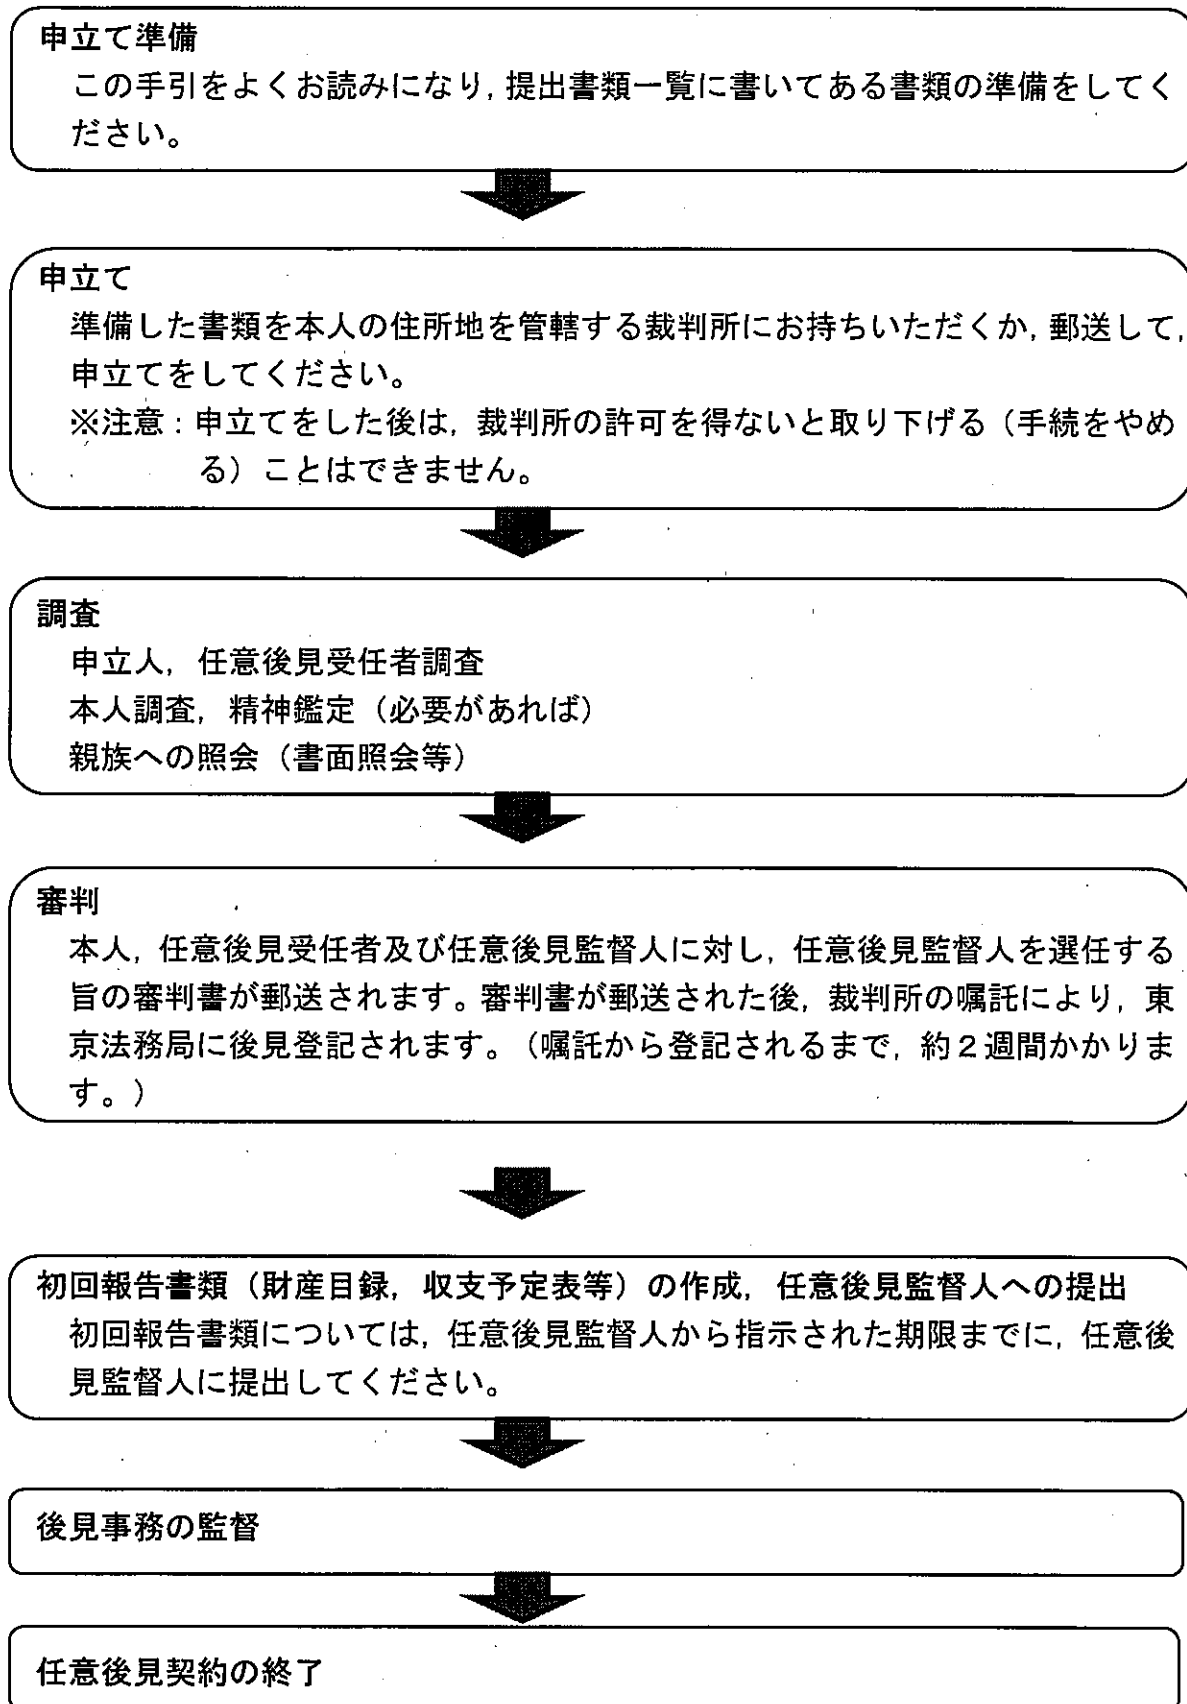 申立て準備
この手引をよくお読みになり,提出書類一覧に書いてある書類の準備をしてく
ださい。
申立て
準備した書類を本人の住所地を管轄する裁判所にお持ちいただくか,郵送して,
申立てをしてください。
※注意：申立てをした後は,裁判所の許可を得ないと取り下げる（手続をやめ
る）ことはできません。
調査
申立人,任意後見受任者調査
本人調査,精神鑑定（必要があれば）
親族への照会（書面照会等）
審判
本人,任意後見受任者及び任意後見監督人に対し,任意後見監督人を選任する
旨の審判書が郵送されます。審判書が郵送された後,裁判所の嘱託により,東
京法務局に後見登記されます。（嘱託から登記されるまで,約２週間かかりま
す。）
初回報告書類（財産目録,収支予定表等）の作成,任意後見監督人への提出
初回報告書類については,任意後見監督人から指示された期限までに,任意後
見監督人に提出してください。
後見事務の監督
任意後見契約の終了